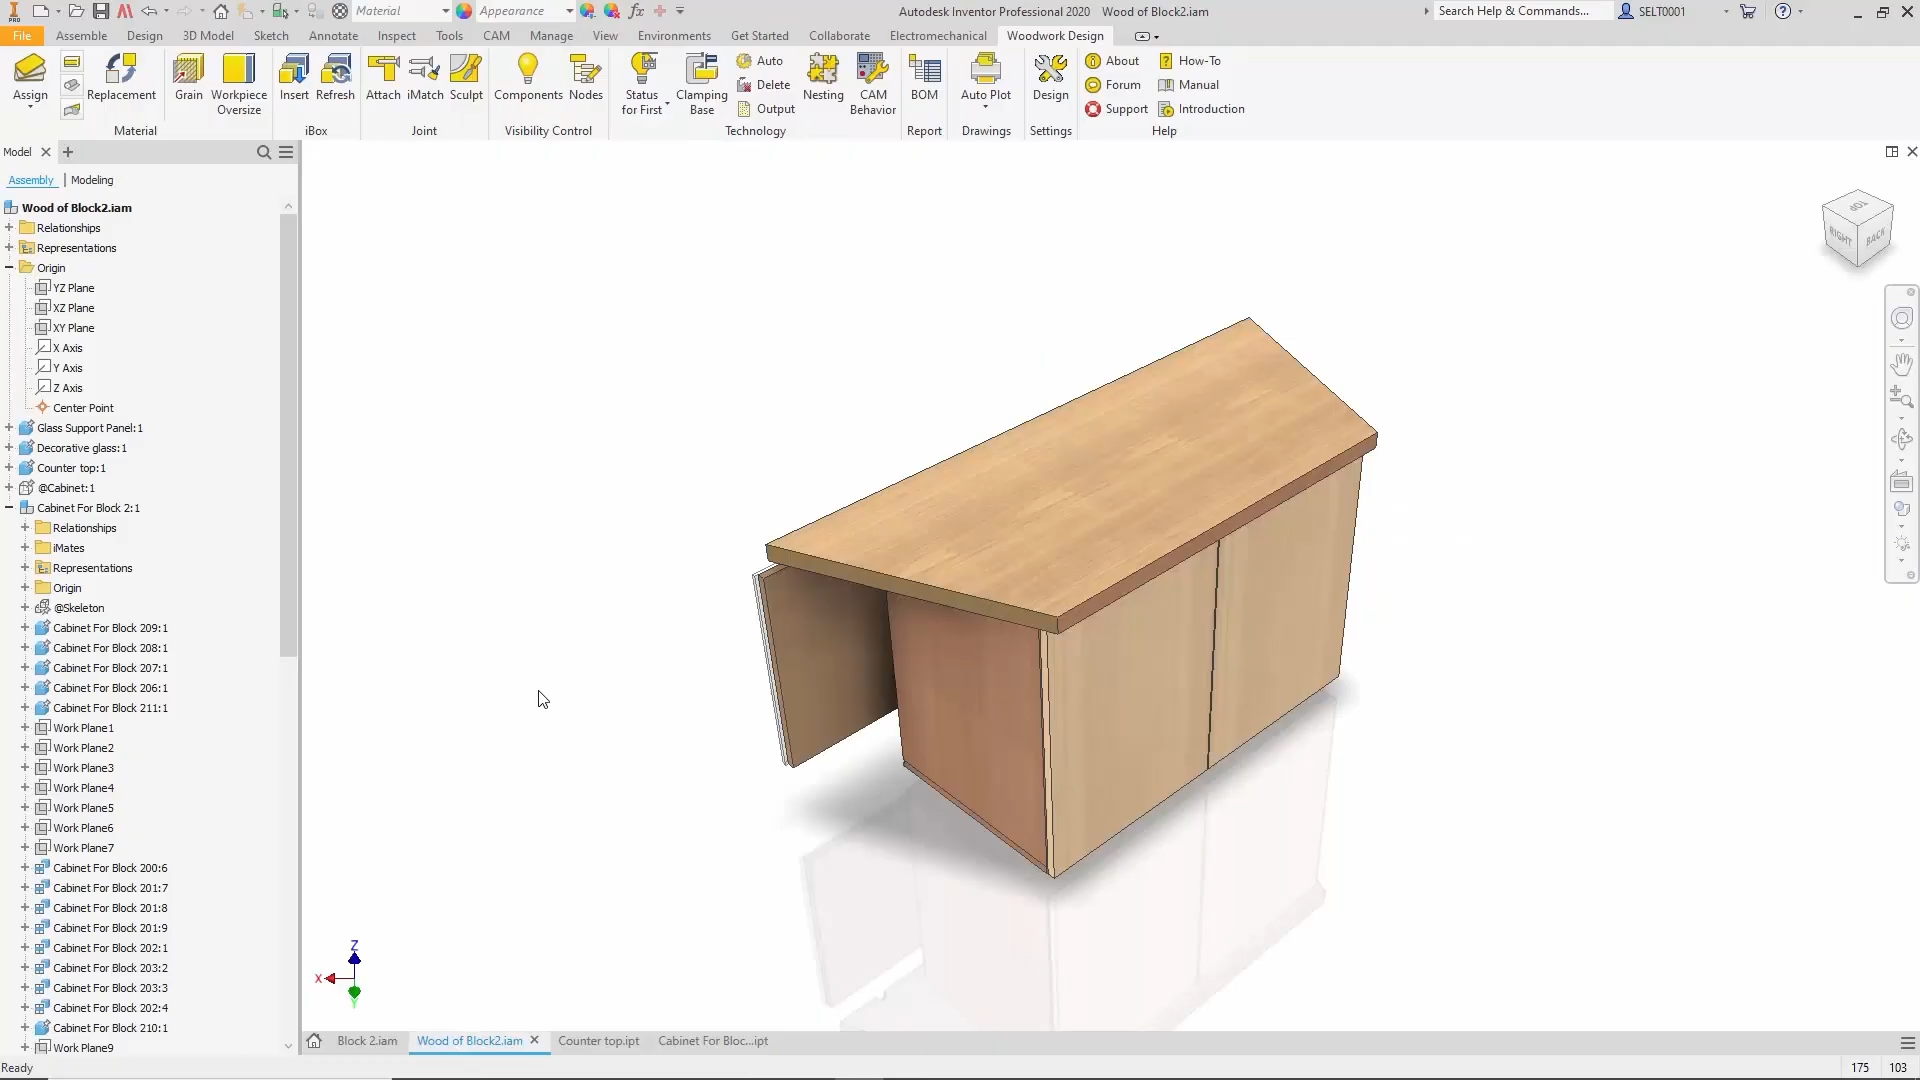 Material
Appearance
Autodesk Inventor Professional 2020 Wood of Block2.iam
Search Help & Commands...
SELT0001
File Assemble Design 3D Model Sketch Annotate Inspect Tools CAM Manage View Environments Get Started Collaborate Electromechanical Woodwork Design
Assign
Replacement
Grain
Workpiece
Oversize
Insert
Refresh
Attach
iMatch
Sculpt
Components
Nodes
Status
for First
Clamping
Base
Auto
Delete
Output
Nesting
CAM
Behavior
BOM
Auto Plot
Design
About
Forum
Support
How-To
Manual
Introduction
Material
iBox
Joint
Visibility Control
Technology
Report
Drawings
Settings
Help
Model
Assembly
Modeling
Wood of Block2.iam
Relationships
Representations
Origin
YZ Plane
XZ Plane
XY Plane
X Axis
Y Axis
Z Axis
Center Point
Glass Support Panel:1
Decorative glass:1
Counter top:1
@Cabinet:1
Cabinet For Block 2:1
Relationships
iMates
Representations
Origin
@Skeleton
Cabinet For Block 209:1
Cabinet For Block 208:1
Cabinet For Block 207:1
Cabinet For Block 206:1
Cabinet For Block 211:1
Work Plane1
Work Plane2
Work Plane3
Work Plane4
Work Plane5
Work Plane6
Work Plane7
Cabinet For Block 200:6
Cabinet For Block 201:7
Cabinet For Block 201:8
Cabinet For Block 201:9
Cabinet For Block 202:1
Cabinet For Block 203:2
Cabinet For Block 203:3
Cabinet For Block 202:4
Cabinet For Block 210:1
Work Plane9
TOP
RIGHT
BACK
Z
X
Y
Block 2.iam
Wood of Block2.iam
Counter top.ipt
Cabinet For Bloc...ipt
Ready
175
103